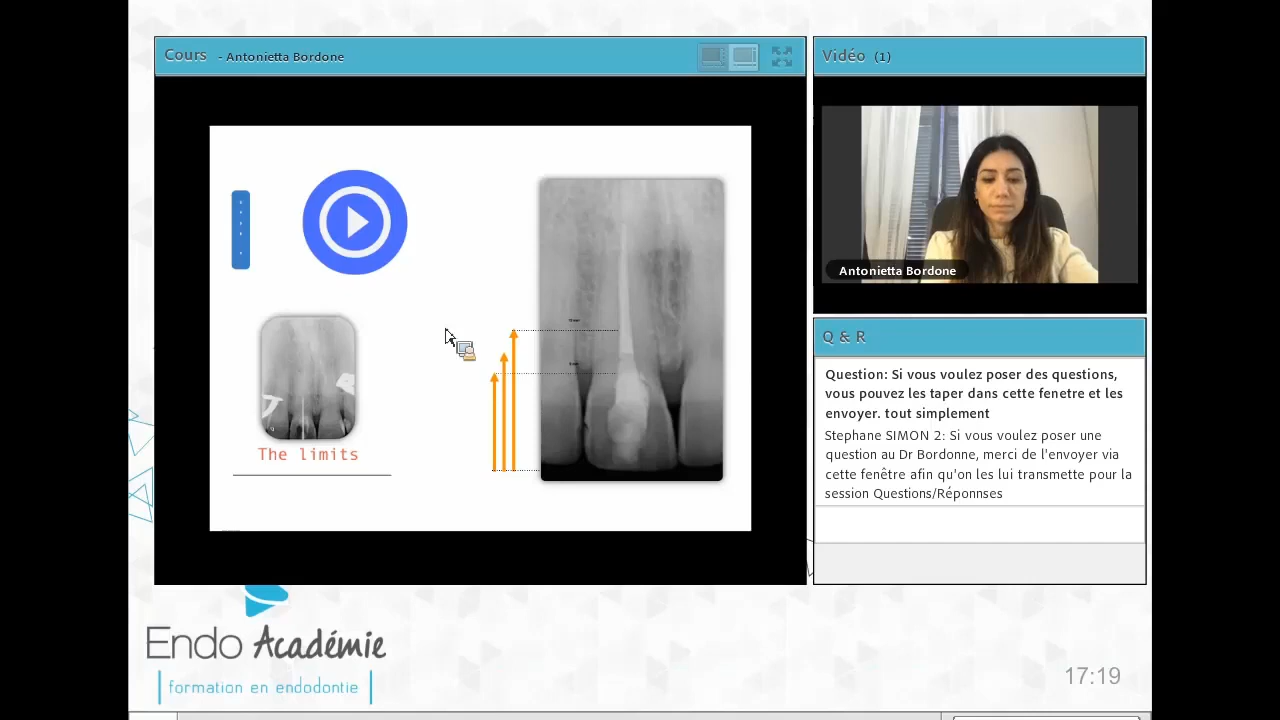 Cours - Antonietta Bordone
Vidéo (1)
Antonietta Bordone
The limits
Q & R
Question: Si vous voulez poser des questions,
vous pouvez les taper dans cette fenetre et les
envoyer. tout simplement
Stephane SIMON 2: Si vous voulez poser une
question au Dr Bordonne, merci de l'envoyer via
cette fenêtre afin qu'on les lui transmette pour la
session Questions/Réponnses
Endo Académie
formation en endodontie
17:19